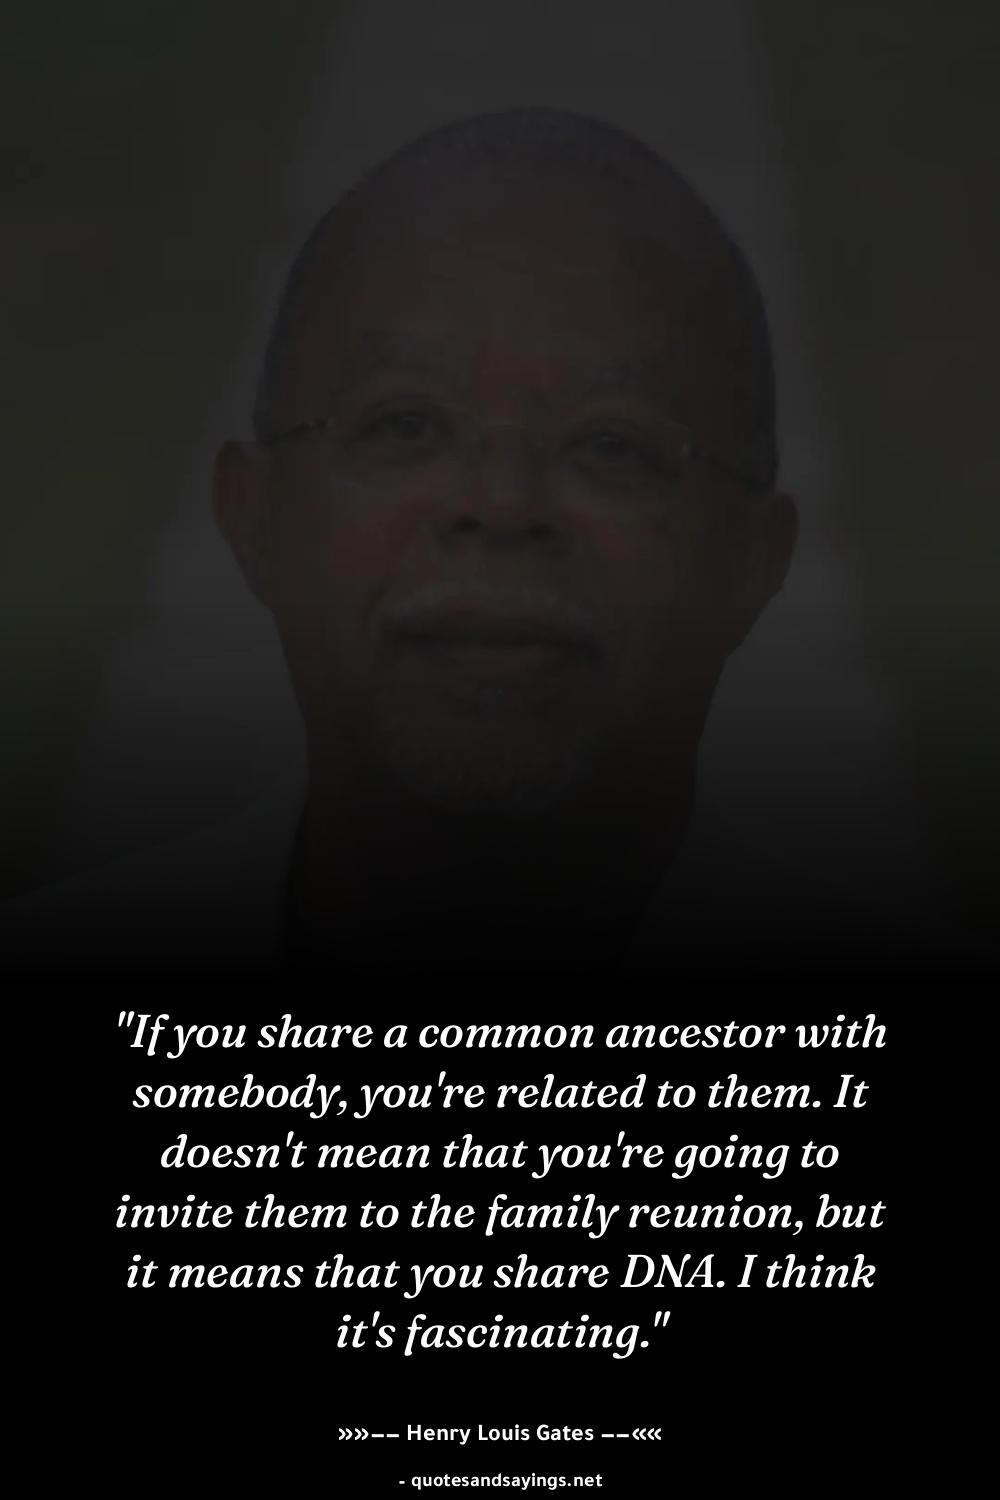 "If you share a common ancestor with
somebody, you're related to them. It
doesn't mean that you're going to
invite them to the family reunion, but
it means that you share DNA. I think
it's fascinating."
»»−− Henry Louis Gates −−««
- quotesandsayings.net